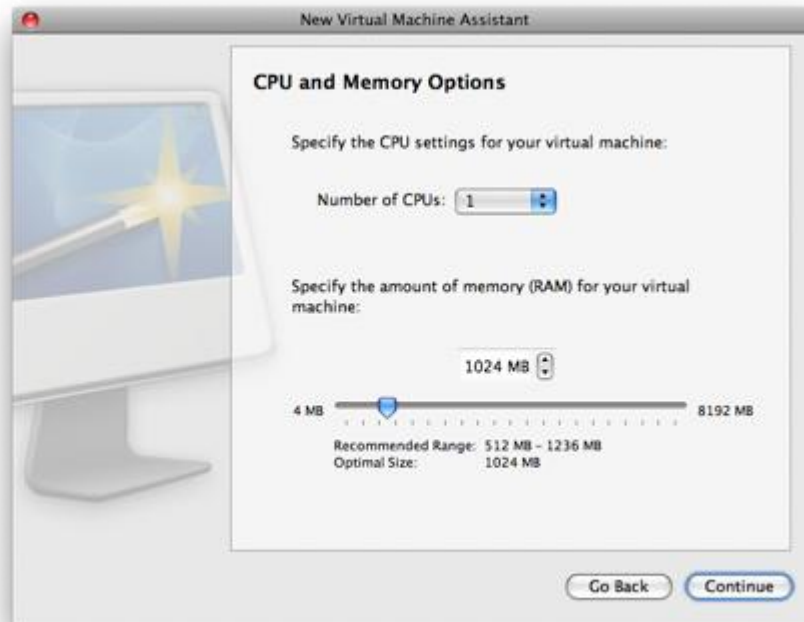 New Virtual Machine Assistant
CPU and Memory Options
Specify the CPU settings for your virtual machine:
Number of CPUs: 1
Specify the amount of memory (RAM) for your virtual
machine:
1024 MB
4 MB 8192 MB
Recommended Range: 512 MB - 1236 MB
Optimal Size: 1024 MB
Go Back Continue